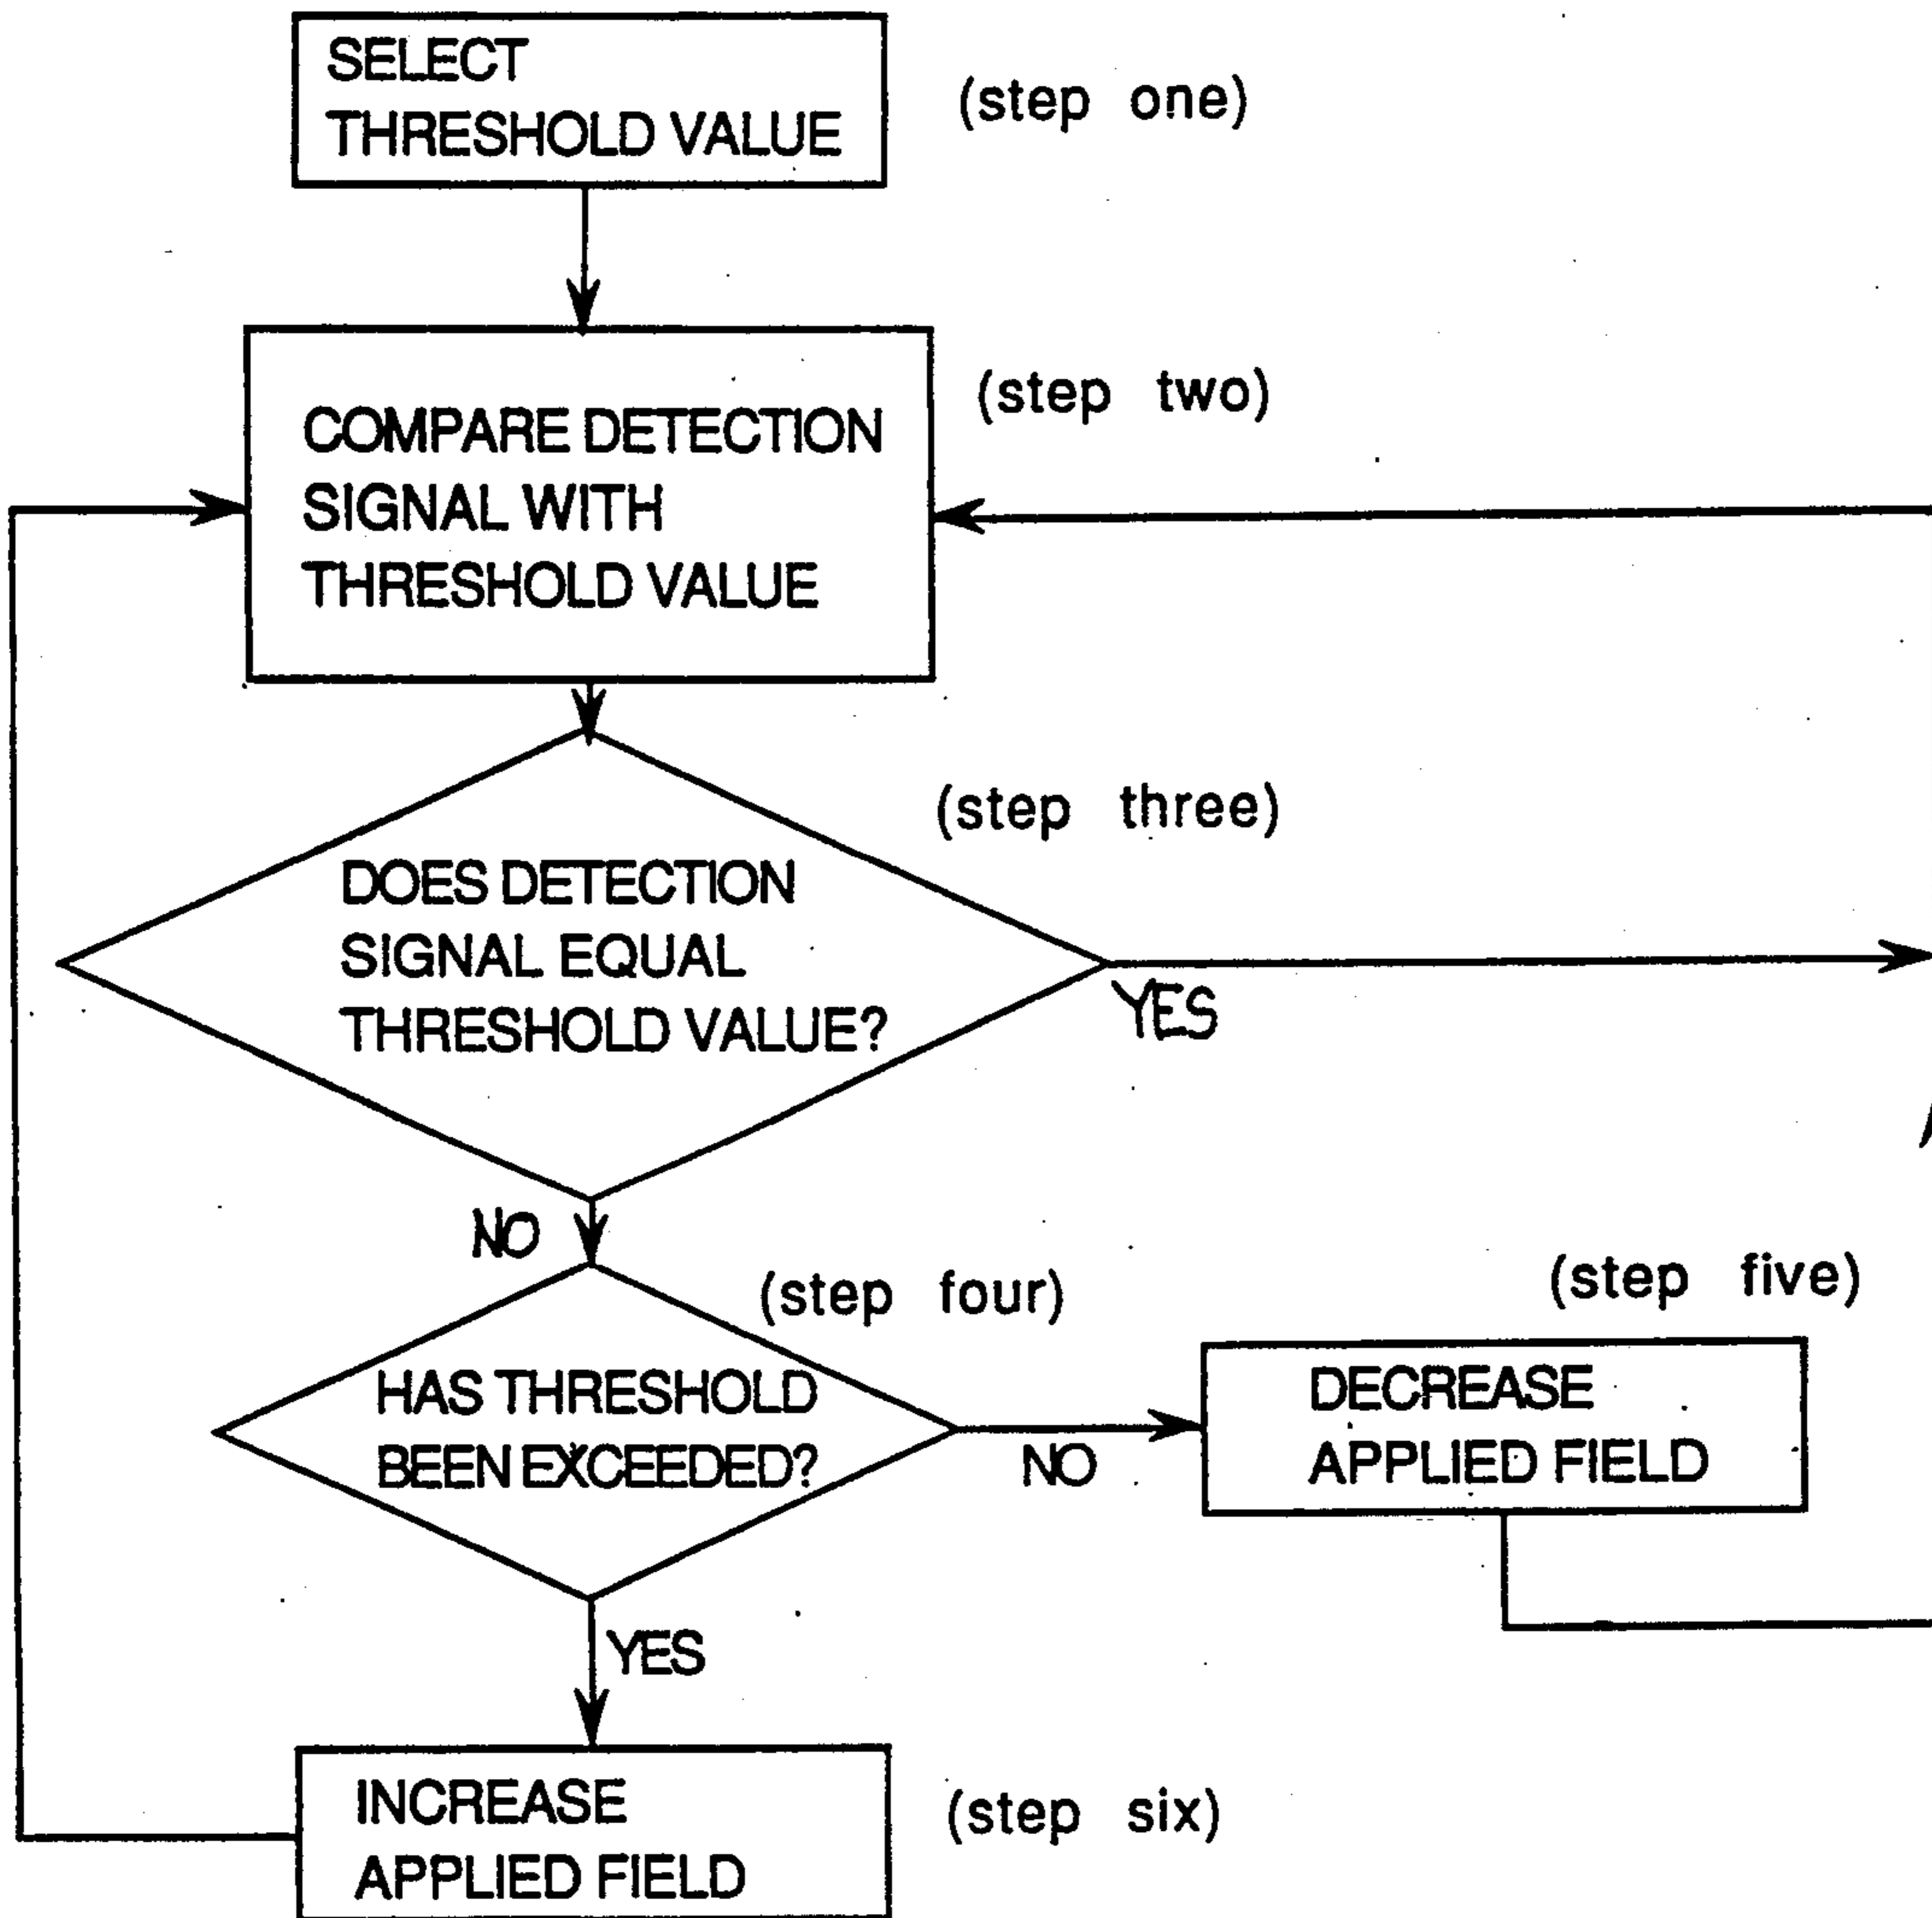 SELECT
THRESHOLD VALUE
(step one)
COMPARE DETECTION
SIGNAL WITH
THRESHOLD VALUE
(step two)
DOES DETECTION
SIGNAL EQUAL
THRESHOLD VALUE?
(step three)
YES
NO
HAS THRESHOLD
BEEN EXCEEDED?
(step four)
NO
DECREASE
APPLIED FIELD
(step five)
YES
INCREASE
APPLIED FIELD
(step six)